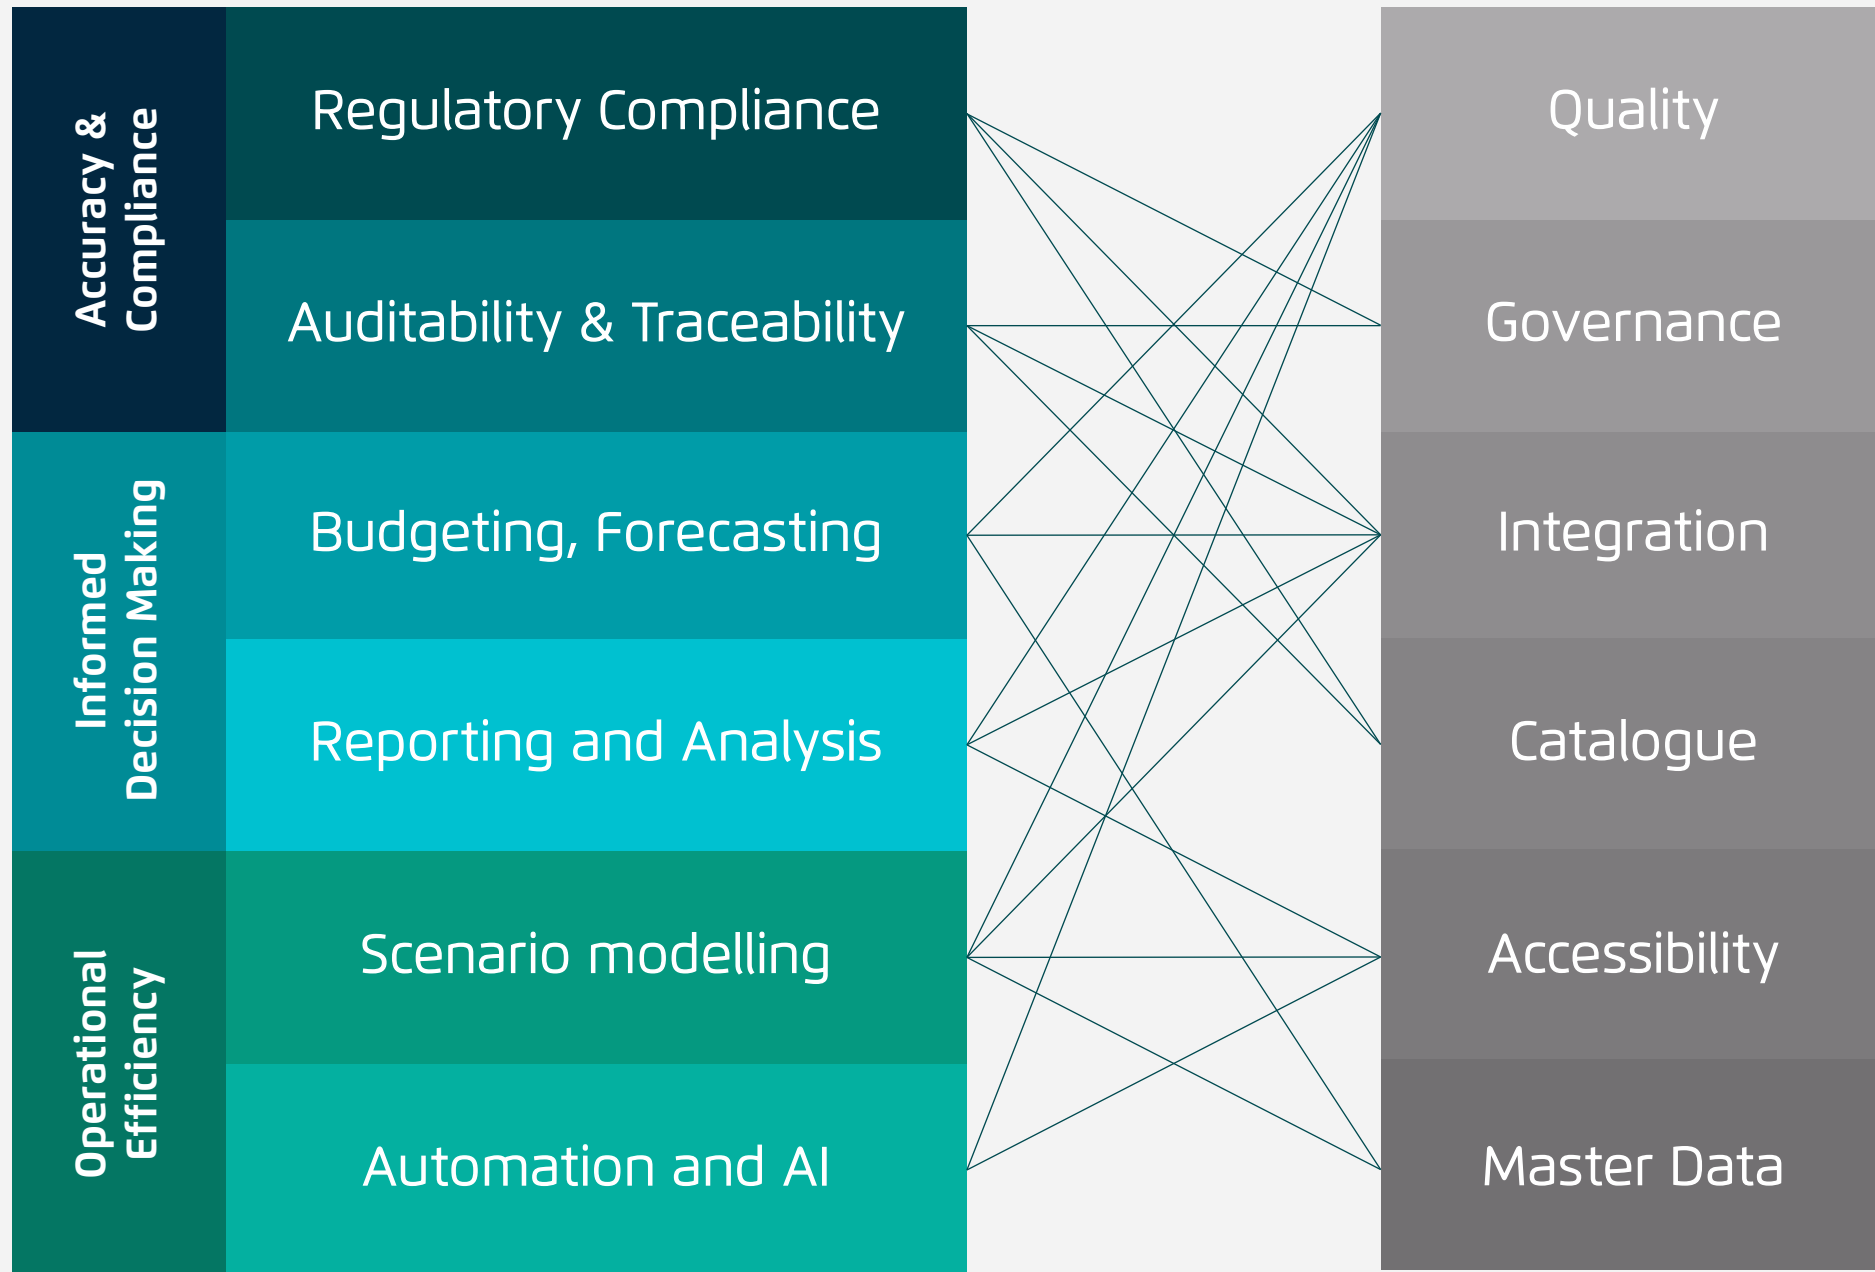 Accuracy &
Compliance
Regulatory Compliance
Auditability & Traceability
Informed
Decision Making
Budgeting, Forecasting
Reporting and Analysis
Operational
Efficiency
Scenario modelling
Automation and AI
Quality
Governance
Integration
Catalogue
Accessibility
Master Data